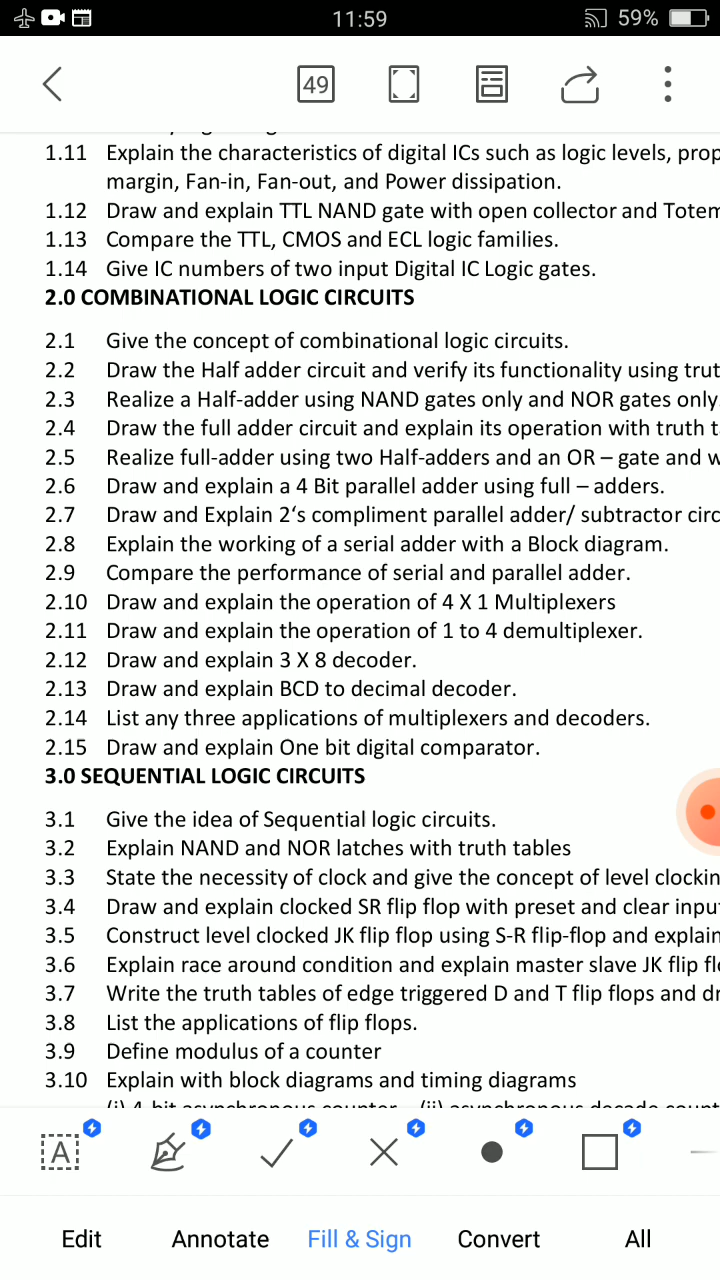 11:59
59%
49
1.11 Explain the characteristics of digital ICs such as logic levels,
margin, Fan-in, Fan-out, and Power dissipation.
1.12 Draw and explain TTL NAND gate with open collector and Totem
1.13 Compare the TTL, CMOS and ECL logic families.
1.14 Give IC numbers of two input Digital IC Logic gates.
2.0 COMBINATIONAL LOGIC CIRCUITS
2.1 Give the concept of combinational logic circuits.
2.2 Draw the Half adder circuit and verify its functionality using
2.3 Realize a Half-adder using NAND gates only and NOR gates only.
2.4 Draw the full adder circuit and explain its operation with truth
2.5 Realize full-adder using two Half-adders and an OR – gate and
2.6 Draw and explain a 4 Bit parallel adder using full – adders.
2.7 Draw and Explain 2‘s compliment parallel adder/ subtractor
2.8 Explain the working of a serial adder with a Block diagram.
2.9 Compare the performance of serial and parallel adder.
2.10 Draw and explain the operation of 4 X 1 Multiplexers
2.11 Draw and explain the operation of 1 to 4 demultiplexer.
2.12 Draw and explain 3 X 8 decoder.
2.13 Draw and explain BCD to decimal decoder.
2.14 List any three applications of multiplexers and decoders.
2.15 Draw and explain One bit digital comparator.
3.0 SEQUENTIAL LOGIC CIRCUITS
3.1 Give the idea of Sequential logic circuits.
3.2 Explain NAND and NOR latches with truth tables
3.3 State the necessity of clock and give the concept of level
3.4 Draw and explain clocked SR flip flop with preset and clear
3.5 Construct level clocked JK flip flop using S-R flip-flop and explain
3.6 Explain race around condition and explain master slave JK flip
3.7 Write the truth tables of edge triggered D and T flip flops and
3.8 List the applications of flip flops.
3.9 Define modulus of a counter
3.10 Explain with block diagrams and timing diagrams
A
Edit Annotate Fill & Sign Convert All